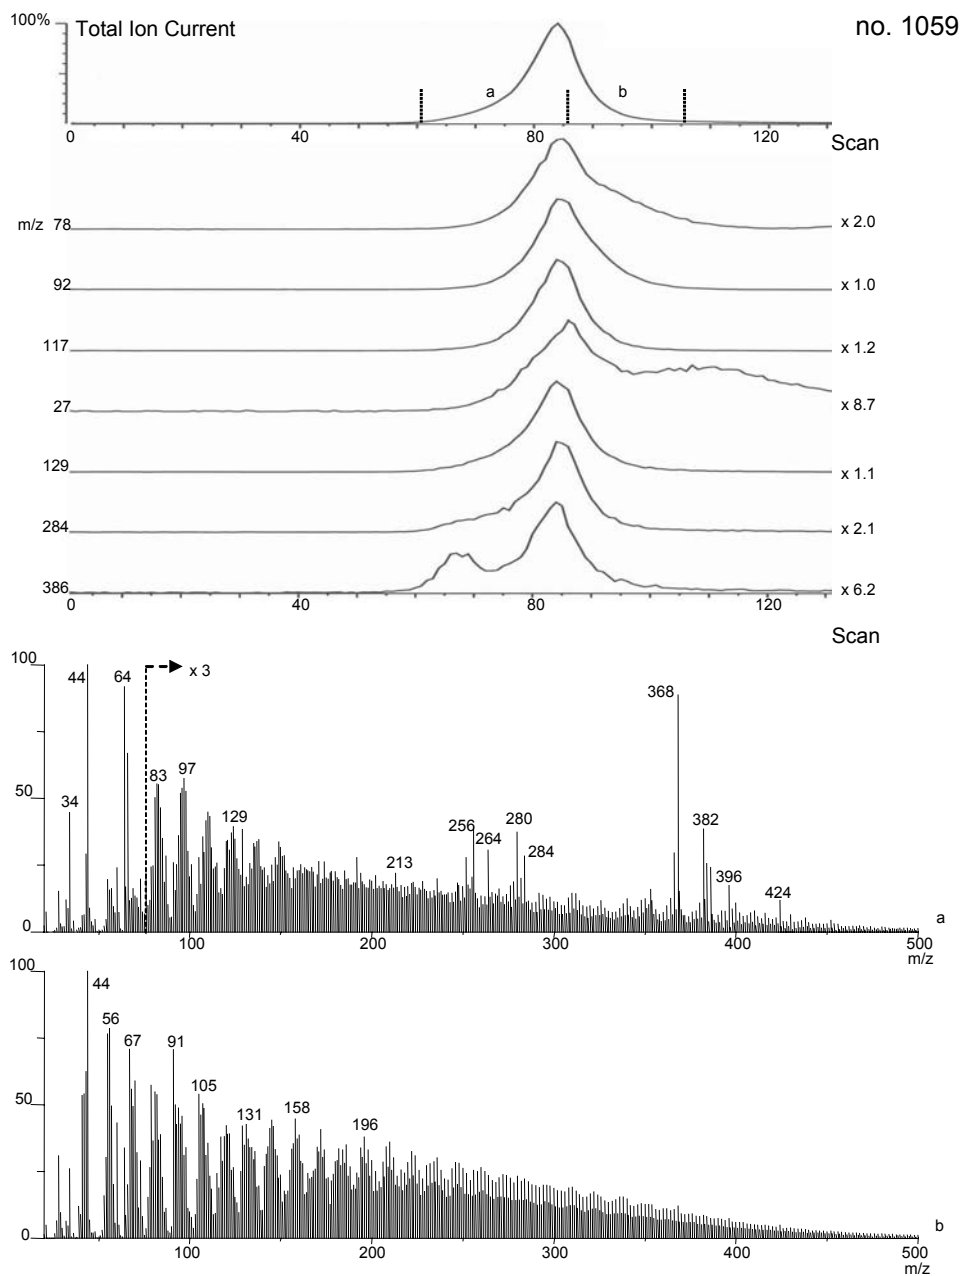 100% Total Ion Current no. 1059
a b
0 40 80 120
Scan
m/z 78 x 2.0
92 x 1.0
117 x 1.2
27 x 8.7
129 x 1.1
284 x 2.1
386 x 6.2
0 40 80 120
Scan
100
44 64 x 3 368
83 97
50
34 129 256 264 280 284 382
213 396 424
0 a
100 200 300 400 500
m/z
100
44
56
67 91
50 105
131 158 196
0 b
100 200 300 400 500
m/z